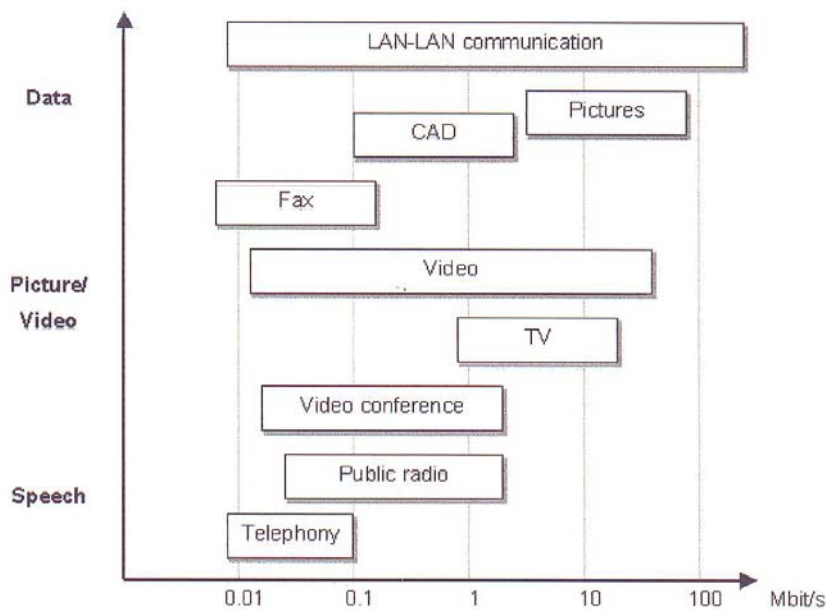 LAN-LAN communication
Data
Pictures
CAD
Fax
Video
Picture/
Video
TV
Video conference
Public radio
Speech
Telephony
0.01 0.1 1 10 100 Mbit/s